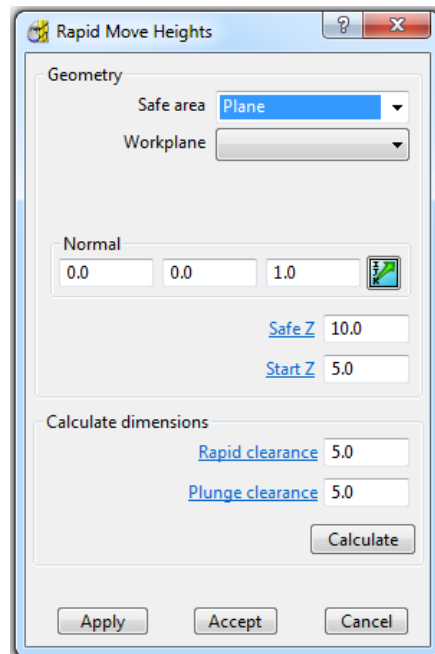 Rapid Move Heights
Geometry
Safe area Plane
Workplane
Normal
0.0 0.0 1.0
Safe Z 10.0
Start Z 5.0
Calculate dimensions
Rapid clearance 5.0
Plunge clearance 5.0
Calculate
Apply Accept Cancel